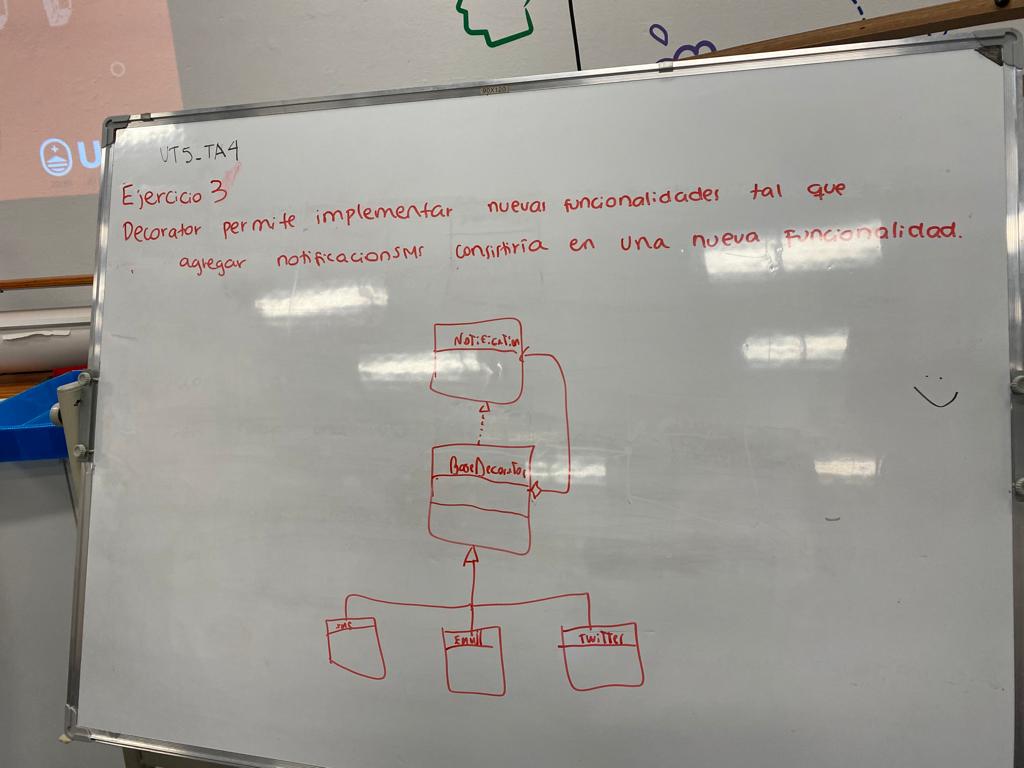 90X120
U
UT5_TA4
Ejercicio 3
Decorator permite implementar nuevas funcionalidades tal que
agregar notificacionSMS consistiria en una nueva funcionalidad.
Notification
BaseDecorator
SMS
Email
Twitter